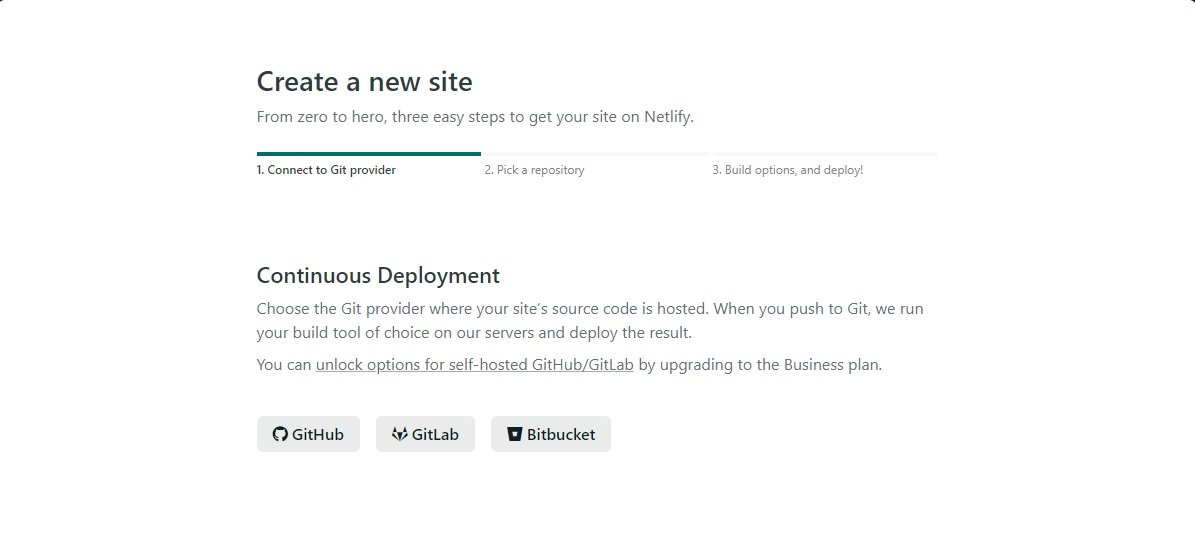 Create a new site
From zero to hero, three easy steps to get your site on Netlify.
1. Connect to Git provider
2. Pick a repository
3. Build options, and deploy!
Continuous Deployment
Choose the Git provider where your site’s source code is hosted. When you push to Git, we run
your build tool of choice on our servers and deploy the result.
You can unlock options for self-hosted GitHub/GitLab by upgrading to the Business plan.
GitHub
GitLab
Bitbucket